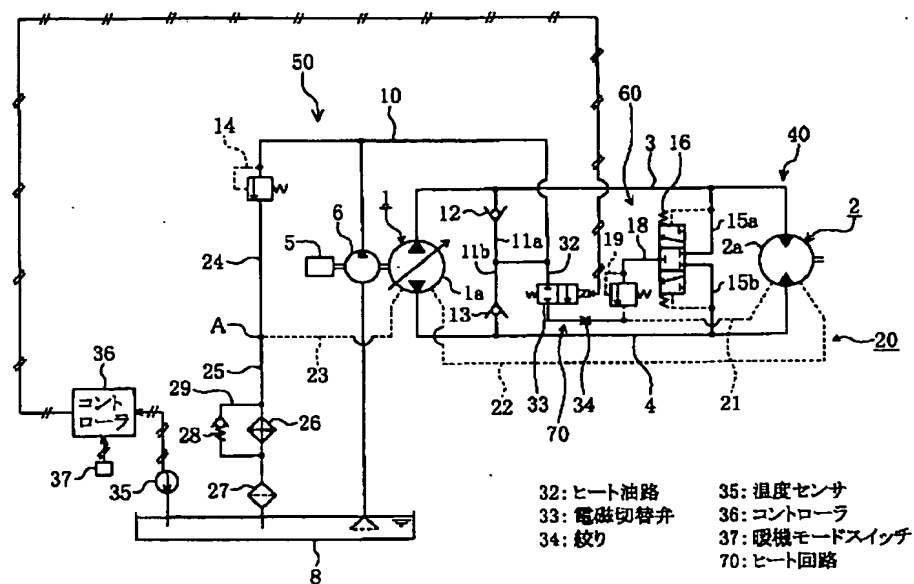 50
10
60
16
40
14
3
12
1
6
5
11a
11b
32
19
18
15a
2a
2
24
1a
15b
13
A
23
20
36
25
コント
ローラ
29
22
33
34
70
4
21
28
26
37
35
27
8
32:ヒート油路
33:電磁切替弁
34:絞り
35:温度センサ
36:コントローラ
37:暖機モードスイッチ
70:ヒート回路